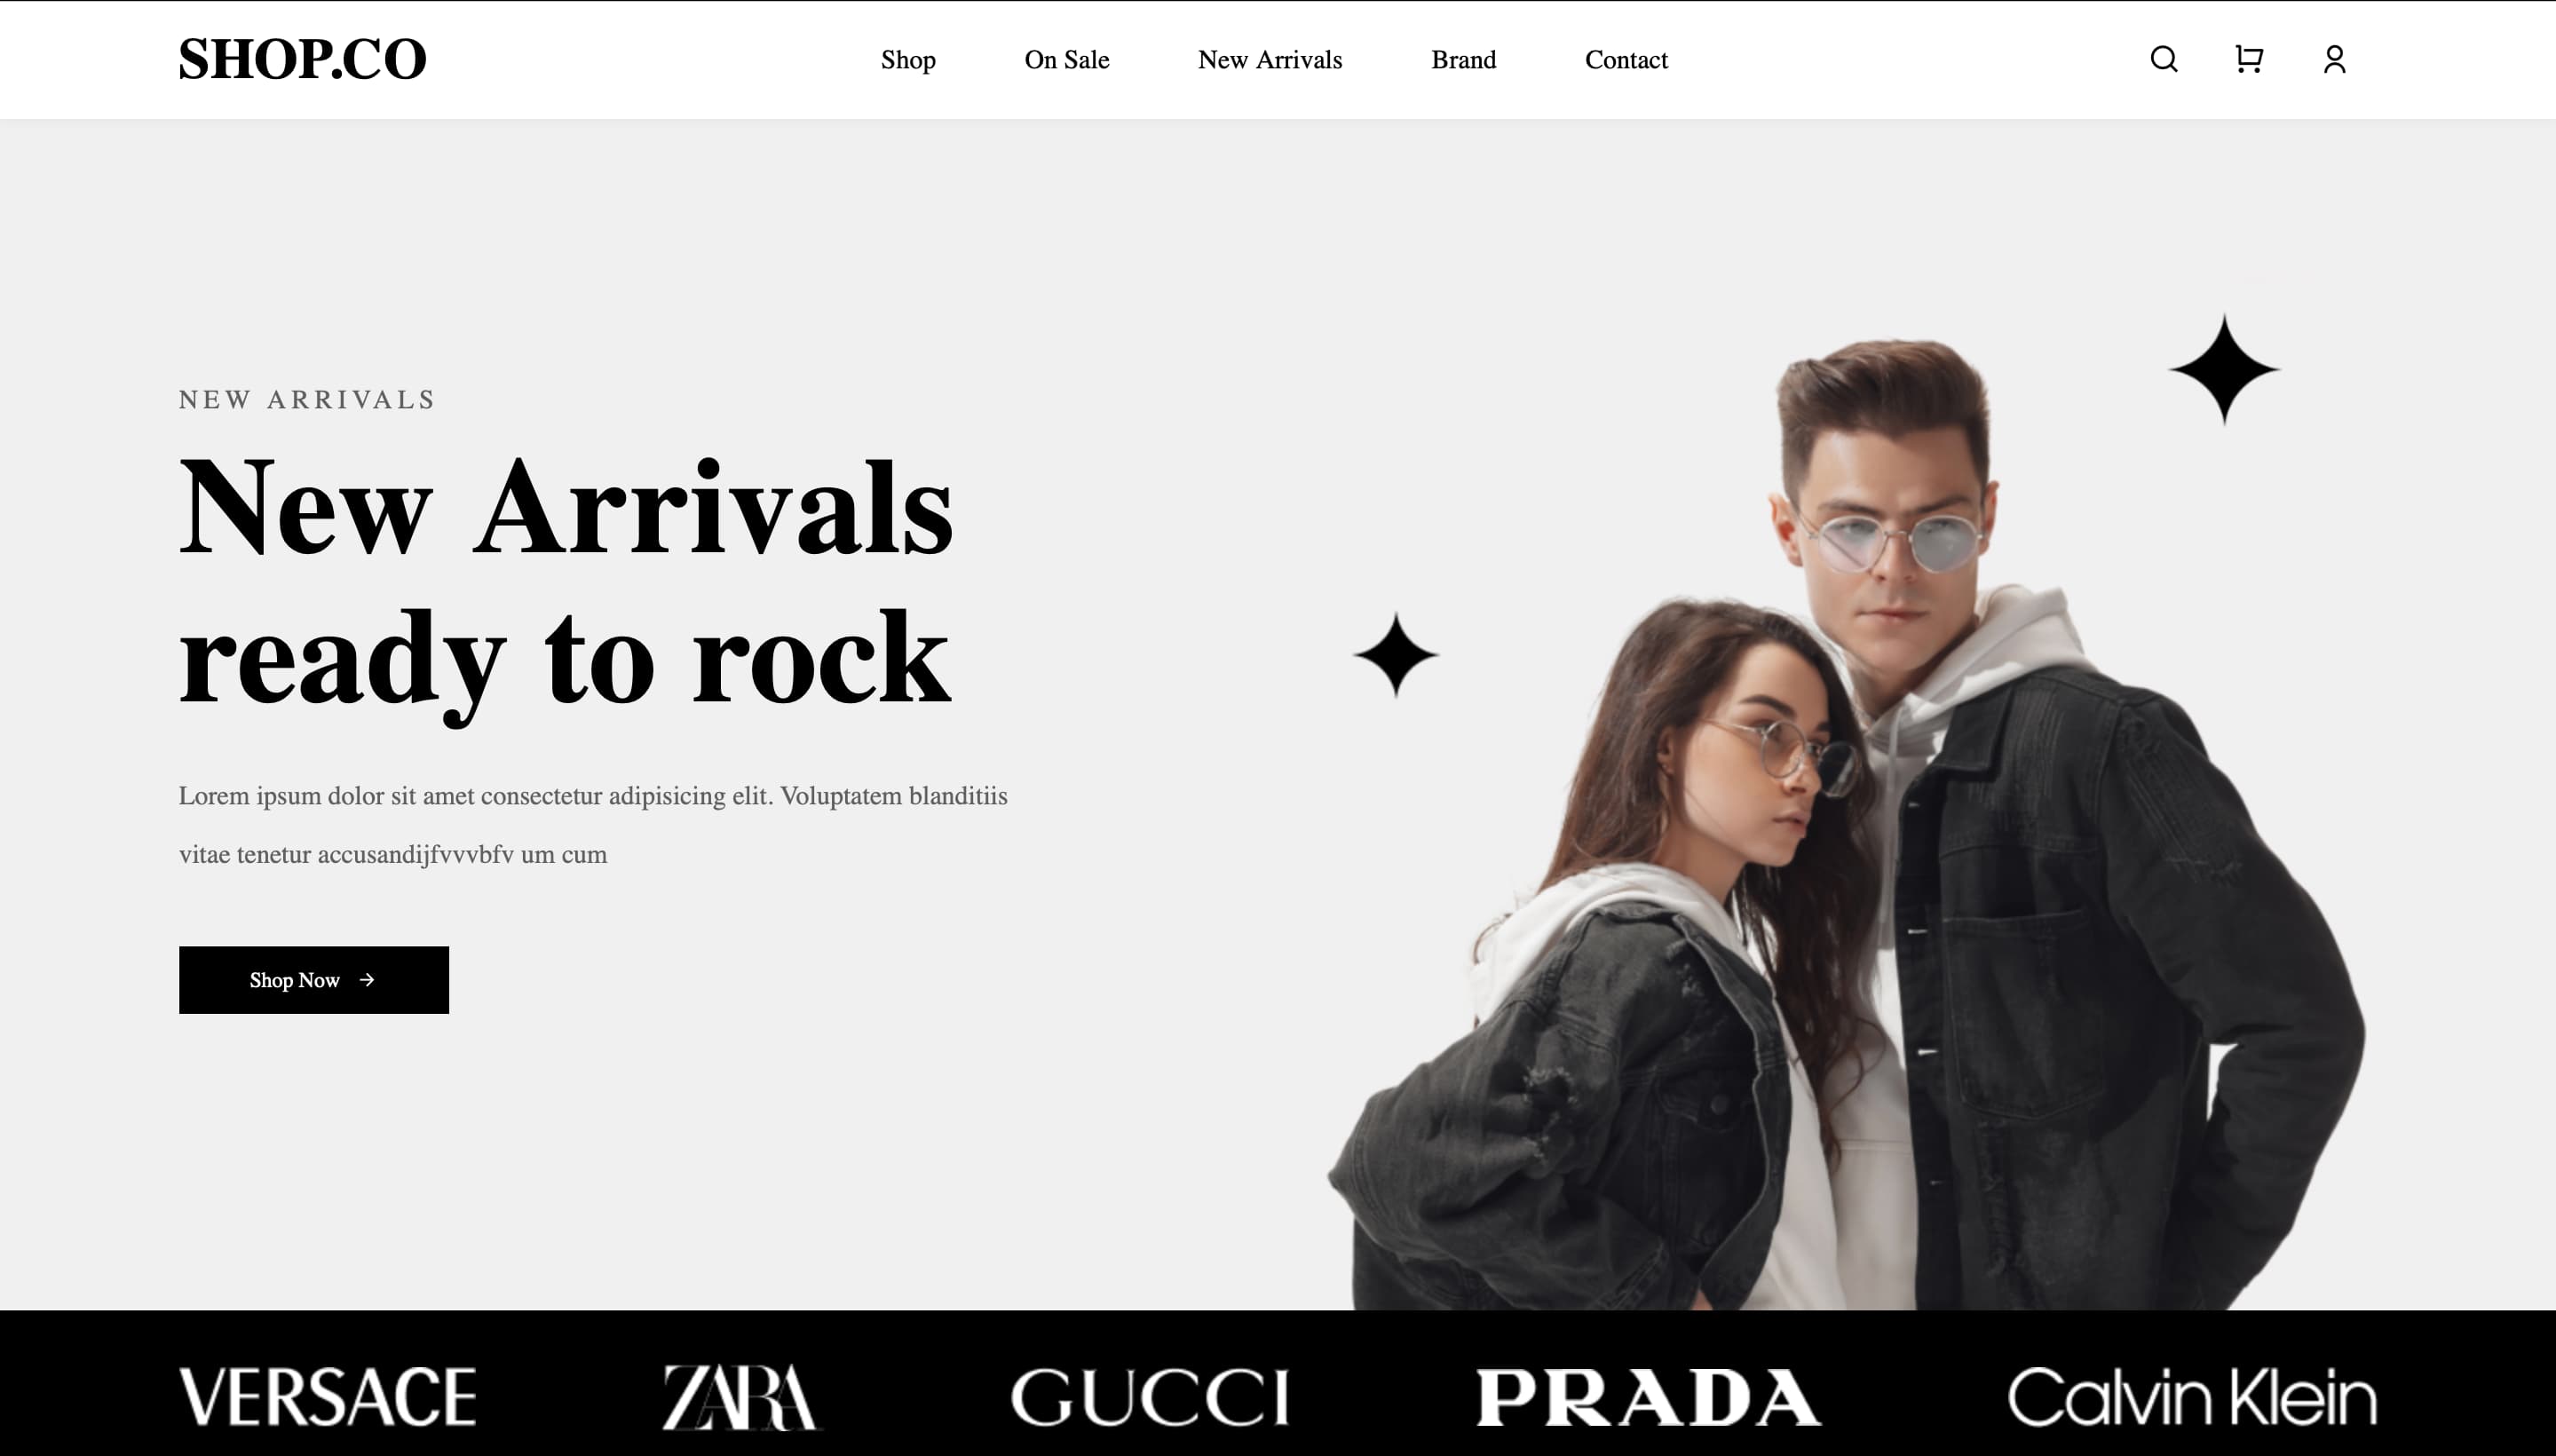 SHOP.CO
Shop
On Sale
New Arrivals
Brand
Contact
NEW ARRIVALS
New Arrivals
ready to rock
Lorem ipsum dolor sit amet consectetur adipisicing elit. Voluptatem blanditiis
vitae tenetur accusandijfvvvbfv um cum
Shop Now
VERSACE
ZARA
GUCCI
PRADA
Calvin Klein